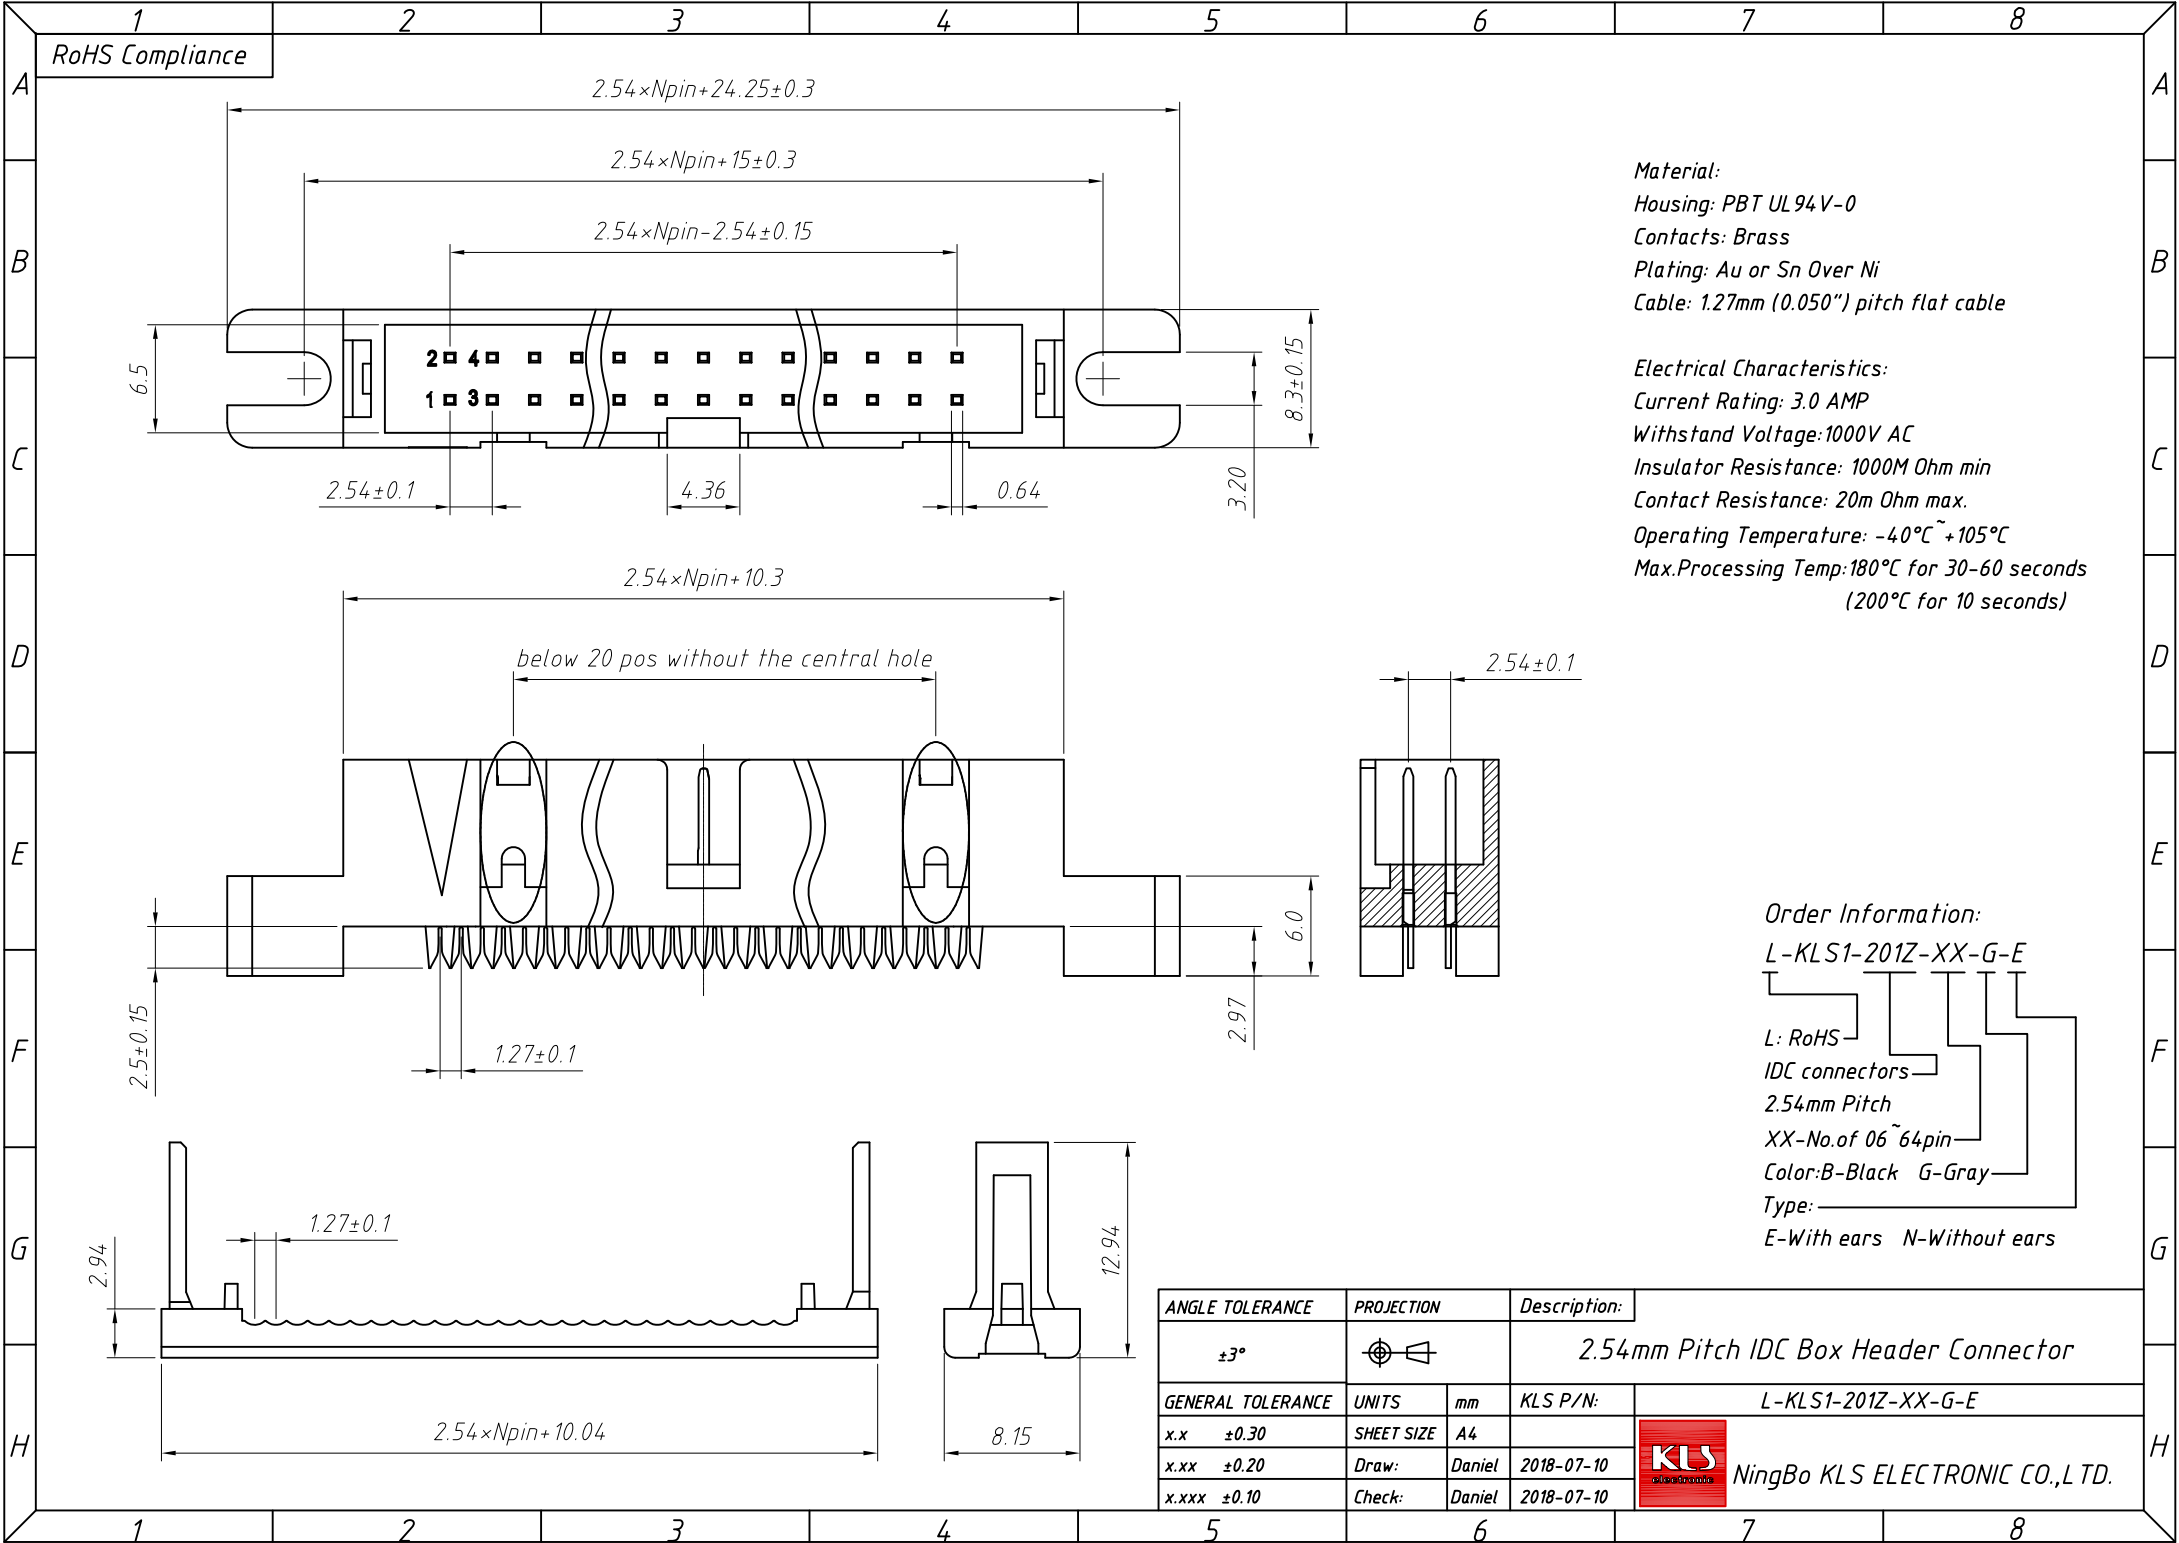 1 2 3 4 5 6 7 8
RoHS Compliance
A A
B B
C C
D D
E E
F F
G G
H H
2.54×Npin+24.25±0.3
2.54×Npin+15±0.3
2.54×Npin-2.54±0.15
6.5
2 4
1 3
8.3±0.15
3.20
2.54±0.1
4.36
0.64
Material:
Housing: PBT UL94V-0
Contacts: Brass
Plating: Au or Sn Over Ni
Cable: 1.27mm (0.050") pitch flat cable
Electrical Characteristics:
Current Rating: 3.0 AMP
Withstand Voltage:1000V AC
Insulator Resistance: 1000M Ohm min
Contact Resistance: 20m Ohm max.
Operating Temperature: -40°C~+105°C
Max.Processing Temp:180°C for 30-60 seconds
(200°C for 10 seconds)
2.54×Npin+10.3
below 20 pos without the central hole
2.54±0.1
6.0
2.97
2.5±0.15
1.27±0.1
Order Information:
L-KLS1-201Z-XX-G-E
L: RoHS
IDC connectors
2.54mm Pitch
XX-No.of 06~64pin
Color:B-Black G-Gray
Type:
E-With ears N-Without ears
1.27±0.1
2.94
12.94
2.54×Npin+10.04
8.15
ANGLE TOLERANCE
±3°
GENERAL TOLERANCE
x.x ±0.30
x.xx ±0.20
x.xxx ±0.10
PROJECTION
UNITS mm
SHEET SIZE A4
Draw: Daniel 2018-07-10
Check: Daniel 2018-07-10
Description:
2.54mm Pitch IDC Box Header Connector
KLS P/N: L-KLS1-201Z-XX-G-E
KLS
electronic
NingBo KLS ELECTRONIC CO.,LTD.
1 2 3 4 5 6 7 8